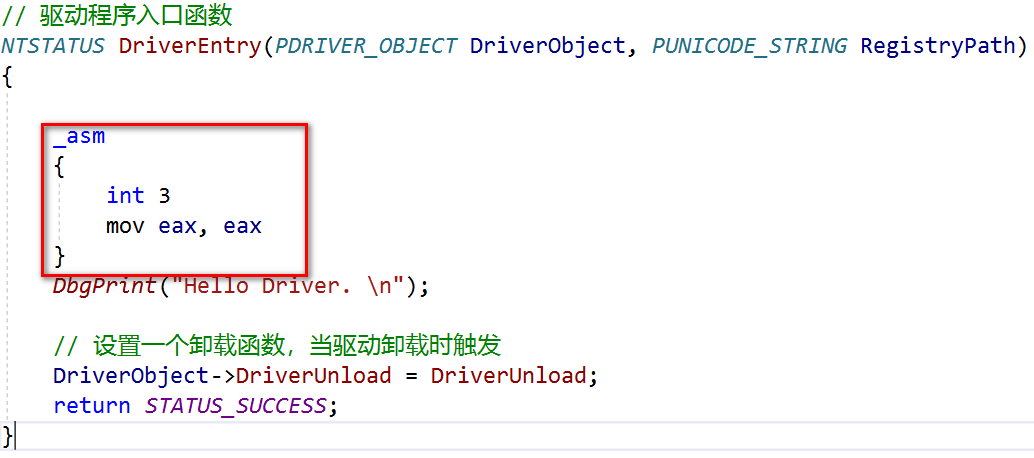 // 驱动程序入口函数
NTSTATUS DriverEntry(PDRIVER_OBJECT DriverObject, PUNICODE_STRING RegistryPath)
{
_asm
{
int 3
mov eax, eax
}
DbgPrint("Hello Driver. \n");
// 设置一个卸载函数，当驱动卸载时触发
DriverObject->DriverUnload = DriverUnload;
return STATUS_SUCCESS;
}